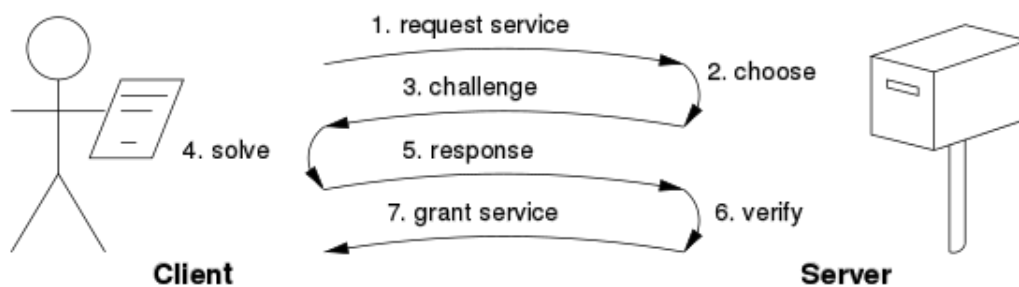 1. request service
2. choose
3. challenge
4. solve
5. response
6. verify
7. grant service
Client
Server